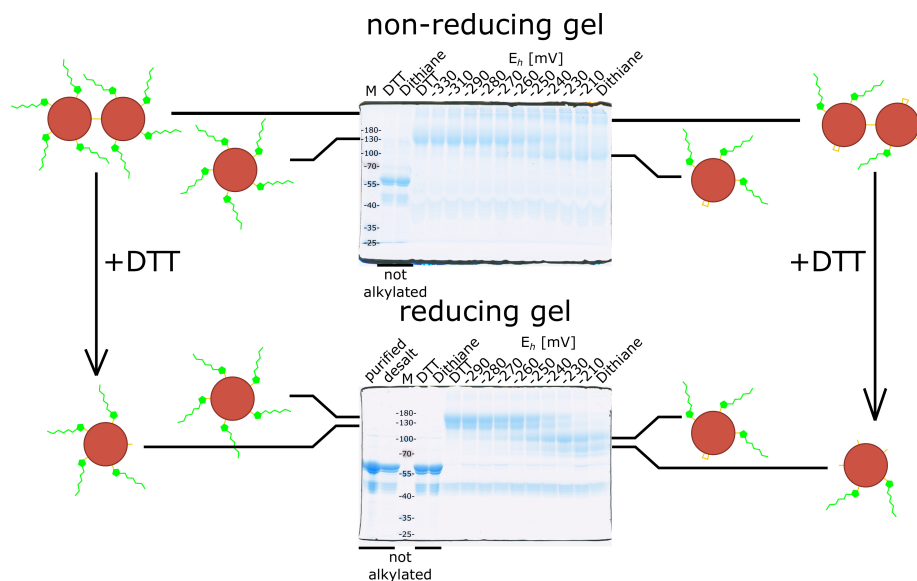 non-reducing gel
E_h [mV]
M DTT Dithiane DTT -330 -310 -290 -280 -270 -260 -250 -240 -230 -210 Dithiane
-180-
-130-
-100-
-70-
-55-
-40-
-35-
-25-
not
alkylated
+DTT
+DTT
reducing gel
E_h [mV]
purified desalt M DTT Dithiane DTT -290 -280 -270 -260 -250 -240 -230 -210 Dithiane
-180-
-130-
-100-
-70-
-55-
-40-
-35-
-25-
not
alkylated